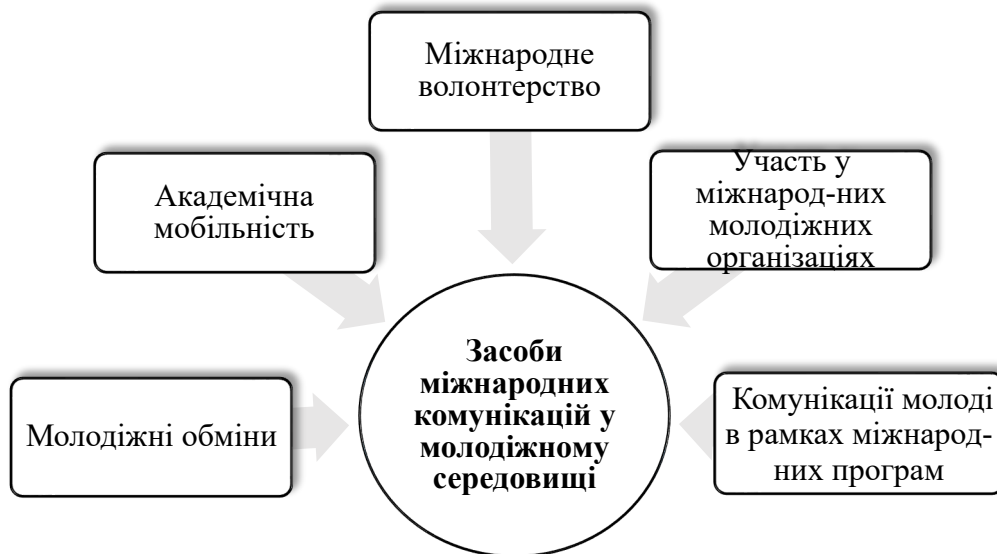 Міжнародне
волонтерство
Академічна
мобільність
Участь у
міжнарод-них
молодіжних
організаціях
Засоби
міжнародних
комунікацій у
молодіжному
середовищі
Молодіжні обміни
Комунікації молоді
в рамках міжнарод-
них програм